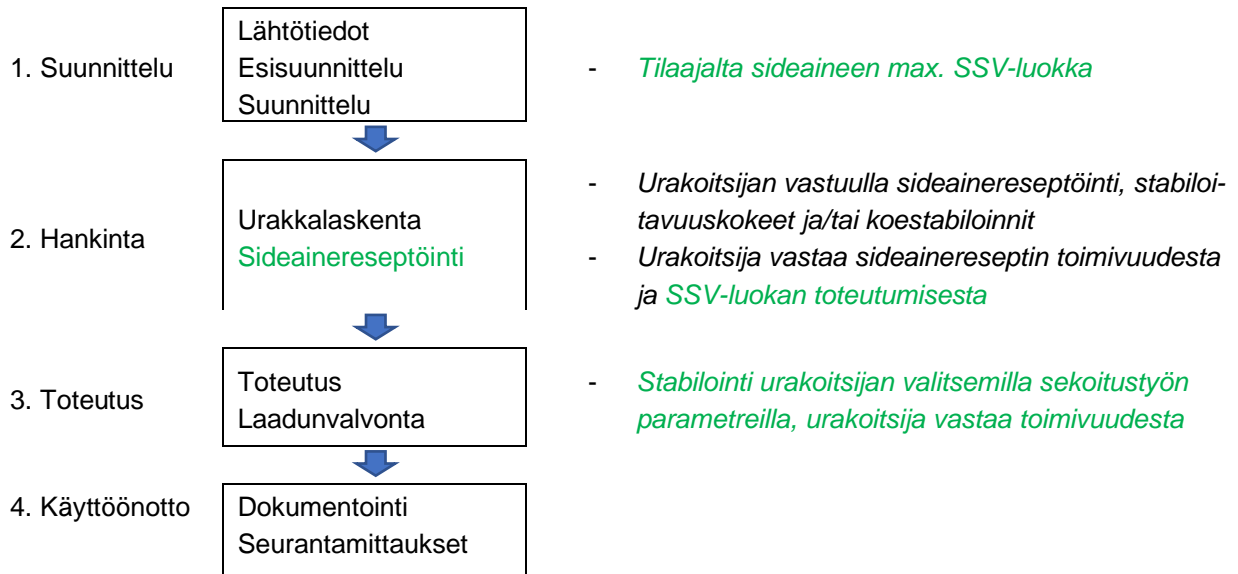 1. Suunnittelu
Lähtötiedot
Esisuunnittelu
Suunnittelu
- Tilaajalta sideaineen max. SSV-luokka
2. Hankinta
Urakkalaskenta
Sideainereseptöinti
- Urakoitsijan vastuulla sideainereseptöinti, stabiloi-
tavuuskokeet ja/tai koestabiloinnit
- Urakoitsija vastaa sideainereseptin toimivuudesta
ja SSV-luokan toteutumisesta
3. Toteutus
Toteutus
Laadunvalvonta
- Stabilointi urakoitsijan valitsemilla sekoitustyön
parametreilla, urakoitsija vastaa toimivuudesta
4. Käyttöönotto
Dokumentointi
Seurantamittaukset